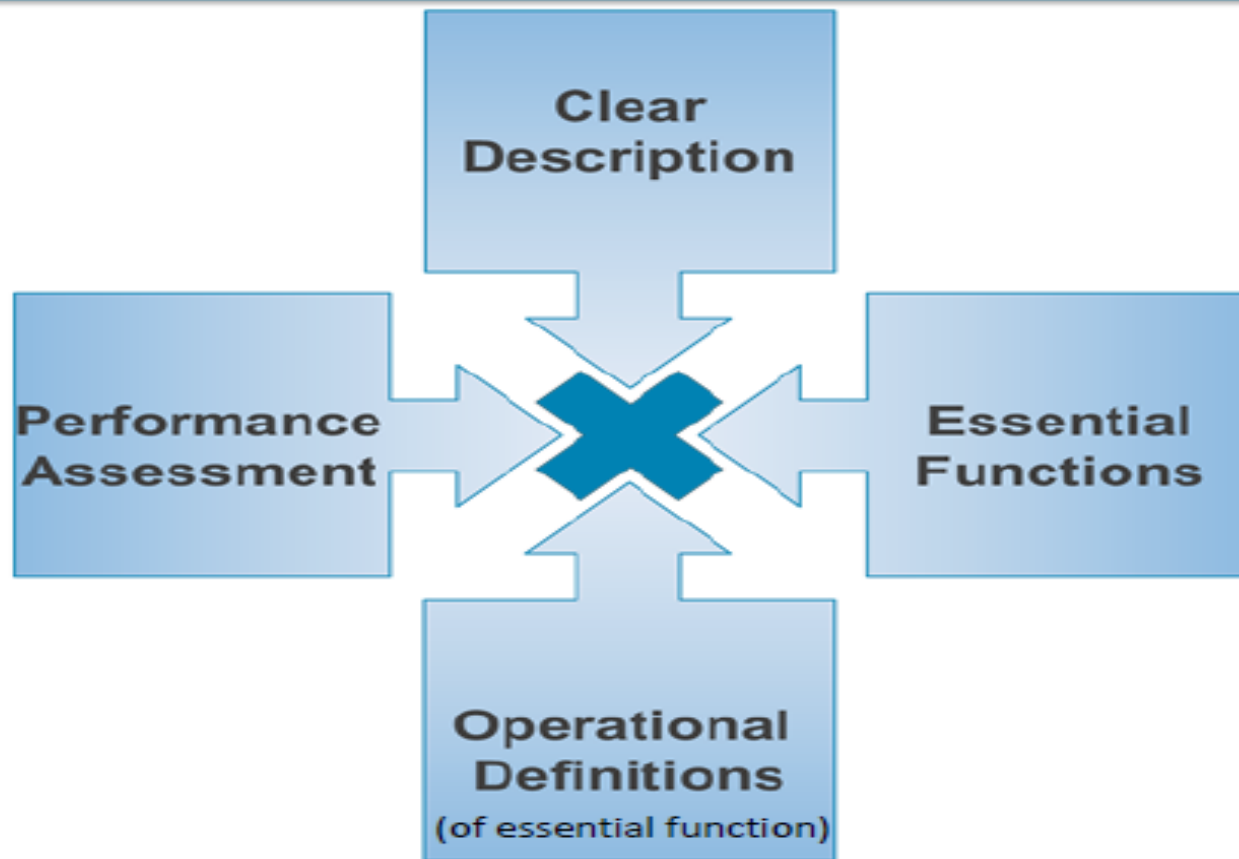 Clear
Description
Performance
Assessment
Essential
Functions
Operational
Definitions
(of essential function)